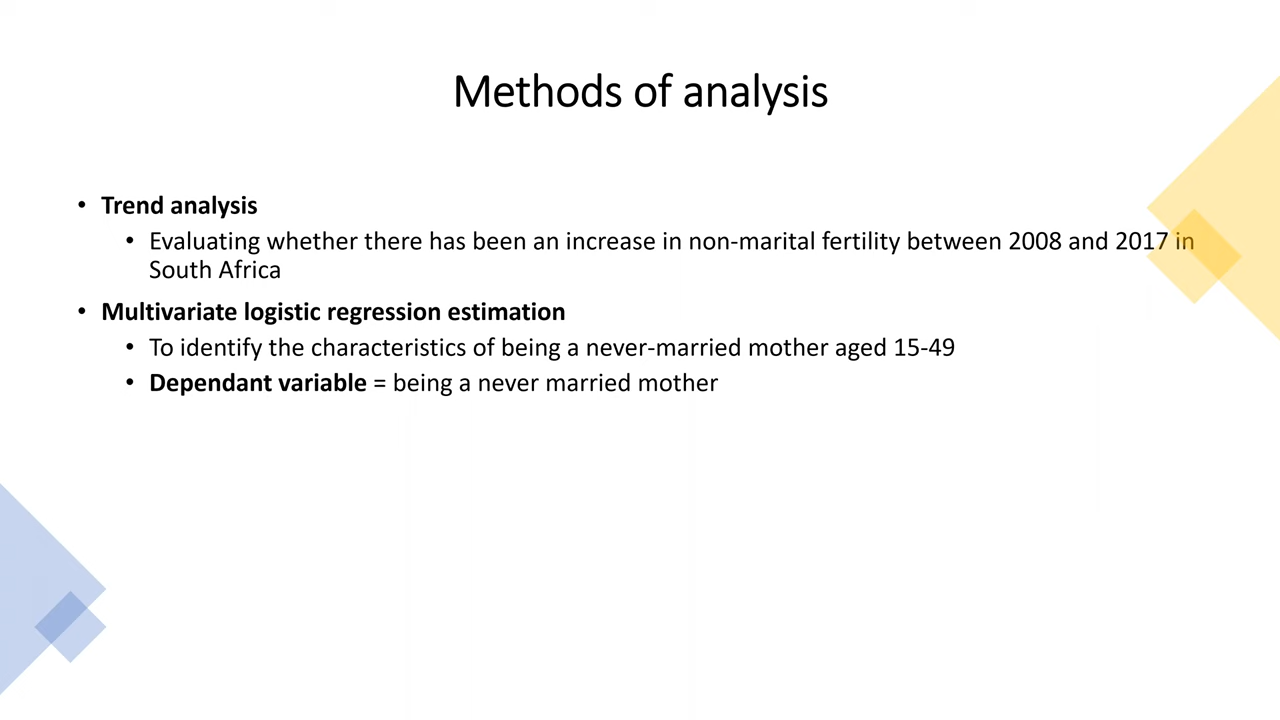 Methods of analysis
• Trend analysis
• Evaluating whether there has been an increase in non-marital fertility between 2008 and 2017 in
South Africa
• Multivariate logistic regression estimation
• To identify the characteristics of being a never-married mother aged 15-49
• Dependant variable = being a never married mother